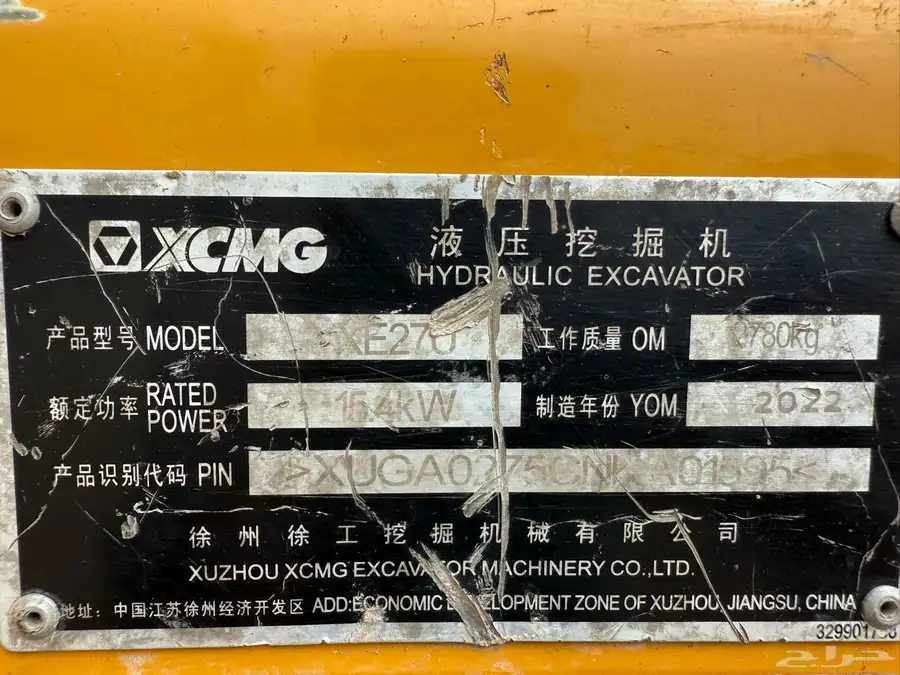 XCMG
液压挖掘机
HYDRAULIC EXCAVATOR
产品型号 MODEL XE27U 工作质量 OM
额定功率 RATED POWER 15.4kW 制造年份 YOM 2022
产品识别代码 PIN
徐州徐工挖掘机械有限公司
XUZHOU XCMG EXCAVATOR MACHINERY CO.,LTD.
地址: 中国江苏徐州经济开发区 ADD:ECONOMIC DEVELOPMENT ZONE OF XUZHOU JIANGSU, CHINA
حراج